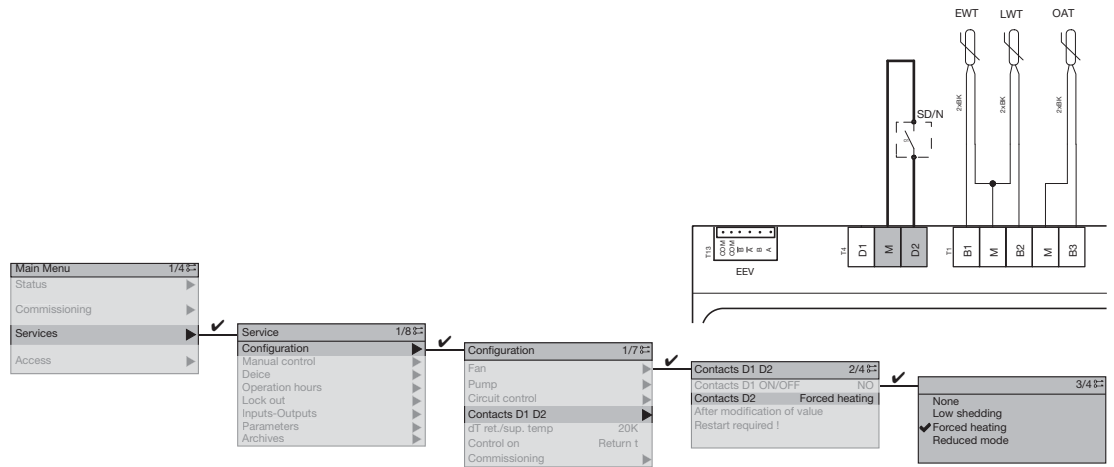 EWT LWT OAT
2xBK 2xBK 2xBK
SD/N
T13 COM COM B A B A
EEV
T4 D1 M D2
T1 B1 M B2 M B3
Main Menu 1/4
Status
Commissioning
Services
Access
Service 1/8
Configuration
Manual control
Deice
Operation hours
Lock out
Inputs-Outputs
Parameters
Archives
Configuration 1/7
Fan
Pump
Circuit control
Contacts D1 D2
dT ret./sup. temp 20K
Control on Return t
Commissioning
Contacts D1 D2 2/4
Contacts D1 ON/OFF NO
Contacts D2 Forced heating
After modification of value
Restart required !
3/4
None
Low shedding
Forced heating
Reduced mode